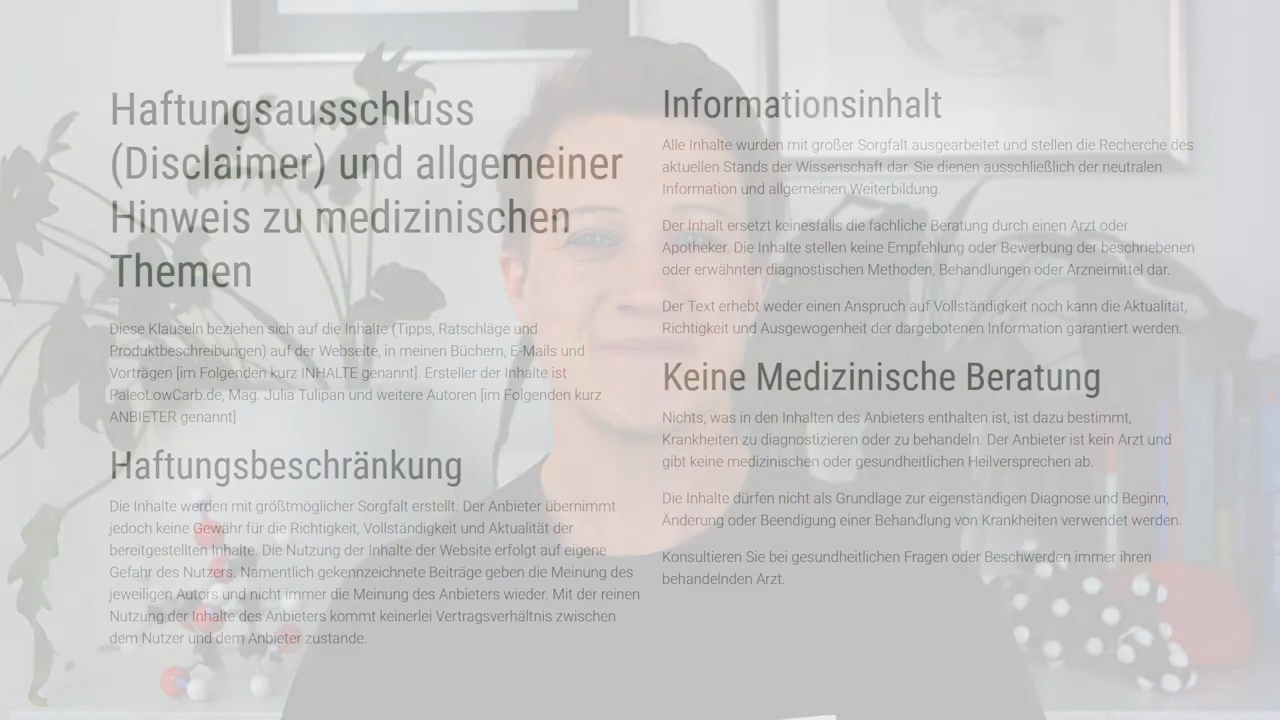 Haftungsausschluss
(Disclaimer) und allgemeiner
Hinweis zu medizinischen
Themen
Diese Klauseln beziehen sich auf die Inhalte (Tipps, Ratschläge und
Produktbeschreibungen) auf der Webseite, in meinen Büchern, E-Mails und
Vorträgen [im Folgenden kurz INHALTE genannt]. Ersteller der Inhalte ist
PaleoLowCarb.de, Mag. Julia Tulipan und weitere Autoren [im Folgenden kurz
ANBIETER genannt]
Haftungsbeschränkung
Die Inhalte werden mit größtmöglicher Sorgfalt erstellt. Der Anbieter übernimmt
jedoch keine Gewähr für die Richtigkeit, Vollständigkeit und Aktualität der
bereitgestellten Inhalte. Die Nutzung der Inhalte der Website erfolgt auf eigene
Gefahr des Nutzers. Namentlich gekennzeichnete Beiträge geben die Meinung des
jeweiligen Autors und nicht immer die Meinung des Anbieters wieder. Mit der reinen
Nutzung der Inhalte des Anbieters kommt keinerlei Vertragsverhältnis zwischen
dem Nutzer und dem Anbieter zustande.
Informationsinhalt
Alle Inhalte wurden mit großer Sorgfalt ausgearbeitet und stellen die Recherche des
aktuellen Stands der Wissenschaft dar. Sie dienen ausschließlich der neutralen
Information und allgemeinen Weiterbildung.
Der Inhalt ersetzt keinesfalls die fachliche Beratung durch einen Arzt oder
Apotheker. Die Inhalte stellen keine Empfehlung oder Bewerbung der beschriebenen
oder erwähnten diagnostischen Methoden, Behandlungen oder Arzneimittel dar.
Der Text erhebt weder einen Anspruch auf Vollständigkeit noch kann die Aktualität,
Richtigkeit und Ausgewogenheit der dargebotenen Information garantiert werden.
Keine Medizinische Beratung
Nichts, was in den Inhalten des Anbieters enthalten ist, ist dazu bestimmt,
Krankheiten zu diagnostizieren oder zu behandeln. Der Anbieter ist kein Arzt und
gibt keine medizinischen oder gesundheitlichen Heilversprechen ab.
Die Inhalte dürfen nicht als Grundlage zur eigenständigen Diagnose und Beginn,
Änderung oder Beendigung einer Behandlung von Krankheiten verwendet werden.
Konsultieren Sie bei gesundheitlichen Fragen oder Beschwerden immer ihren
behandelnden Arzt.